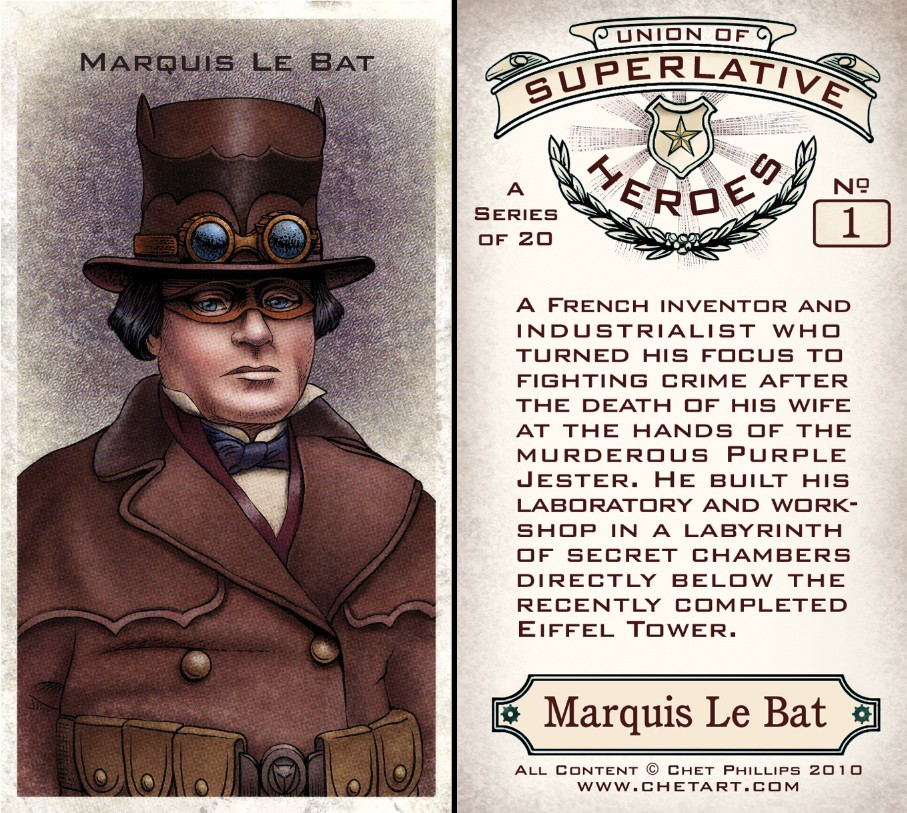 Marquis Le Bat
Union of
Superlative
Heroes
A
Series
of 20
Nº
1
A French inventor and
industrialist who
turned his focus to
fighting crime after
the death of his wife
at the hands of the
murderous Purple
Jester. He built his
laboratory and work-
shop in a labyrinth
of secret chambers
directly below the
recently completed
Eiffel Tower.
Marquis Le Bat
All Content © Chet Phillips 2010
www.chetart.com